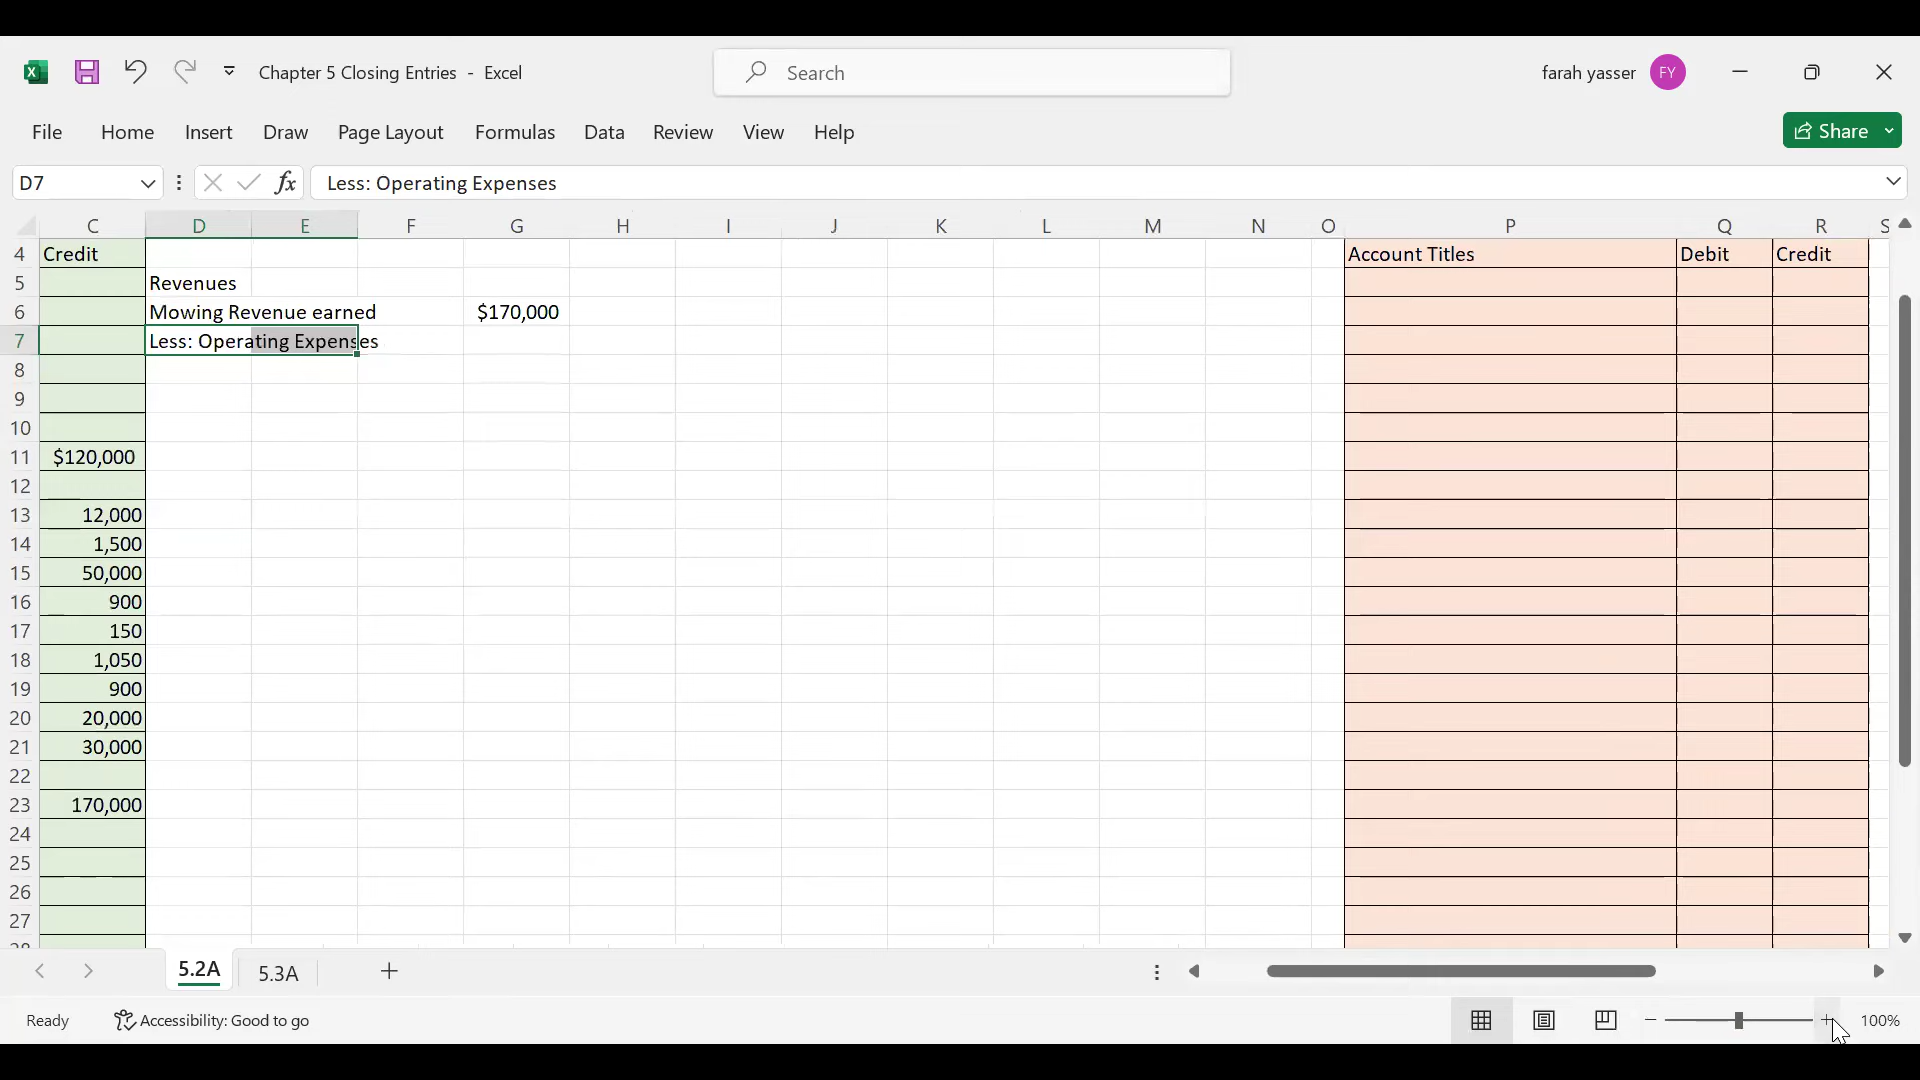 Chapter 5 Closing Entries - Excel
Search
farah yasser FY
File Home Insert Draw Page Layout Formulas Data Review View Help
Share
D7 fx Less: Operating Expenses
C D E F G H I J K L M N O P Q R S
4 Credit Account Titles Debit Credit
5 Revenues
6 Mowing Revenue earned $170,000
7 Less: Operating Expenses
8
9
10
11 $120,000
12
13 12,000
14 1,500
15 50,000
16 900
17 150
18 1,050
19 900
20 20,000
21 30,000
22
23 170,000
24
25
26
27
28
5.2A 5.3A
Ready Accessibility: Good to go 100%